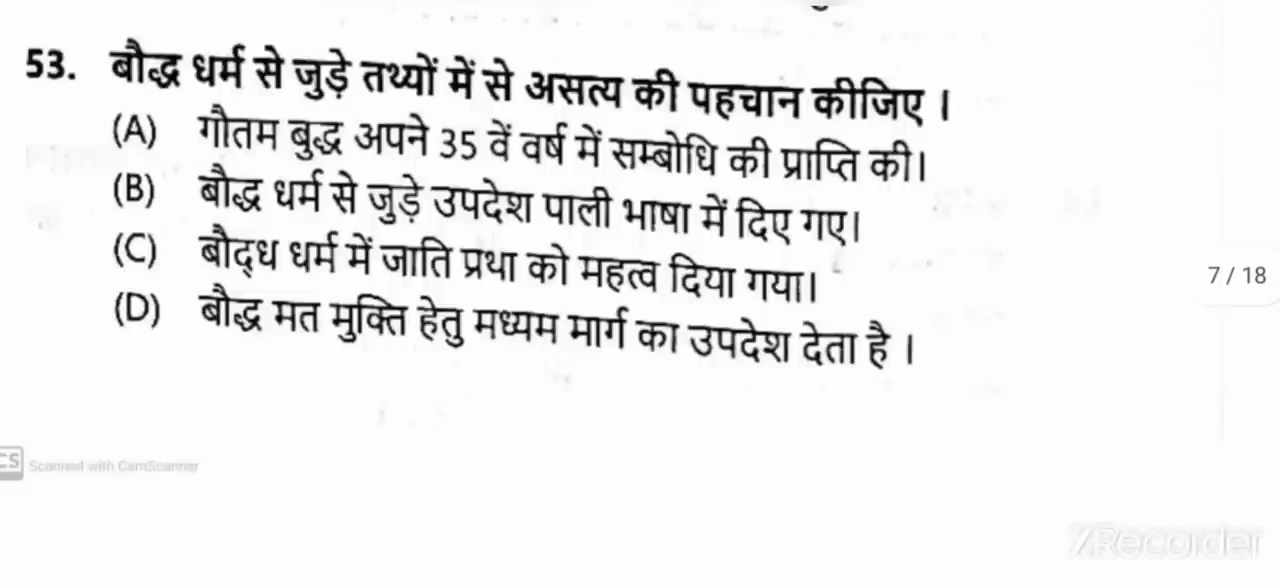 53. बौद्ध धर्म से जुड़े तथ्यों में से असत्य की पहचान कीजिए ।
(A) गौतम बुद्ध अपने 35 वें वर्ष में सम्बोधि की प्राप्ति की।
(B) बौद्ध धर्म से जुड़े उपदेश पाली भाषा में दिए गए।
(C) बौद्ध धर्म में जाति प्रथा को महत्व दिया गया।
(D) बौद्ध मत मुक्ति हेतु मध्यम मार्ग का उपदेश देता है ।
7 / 18
CS Scanned with CamScanner
XRecorder